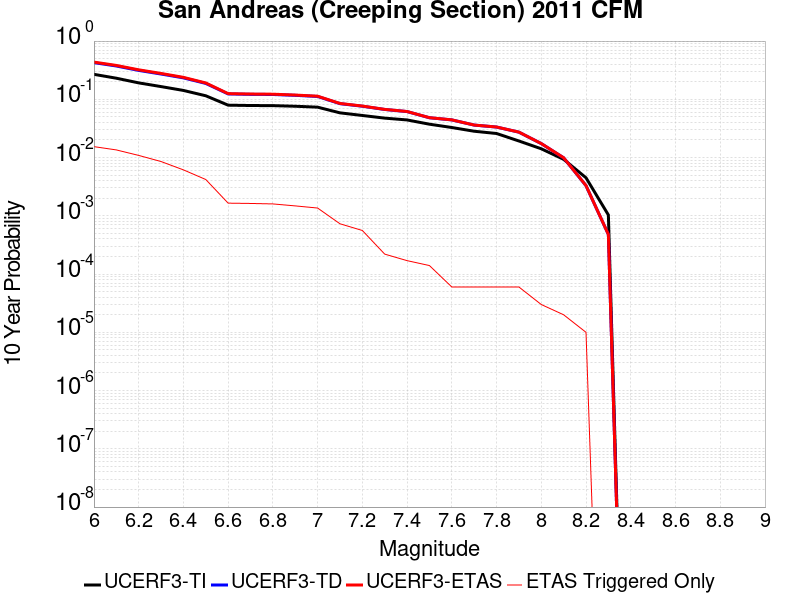 San Andreas (Creeping Section) 2011 CFM
10 0
10 -1
10 -2
10 -3
10 -4
10 -5
10 -6
10 -7
10 -8
10 Year Probability
6 6.2 6.4 6.6 6.8 7 7.2 7.4 7.6 7.8 8 8.2 8.4 8.6 8.8 9
Magnitude
UCERF3-TI UCERF3-TD UCERF3-ETAS ETAS Triggered Only